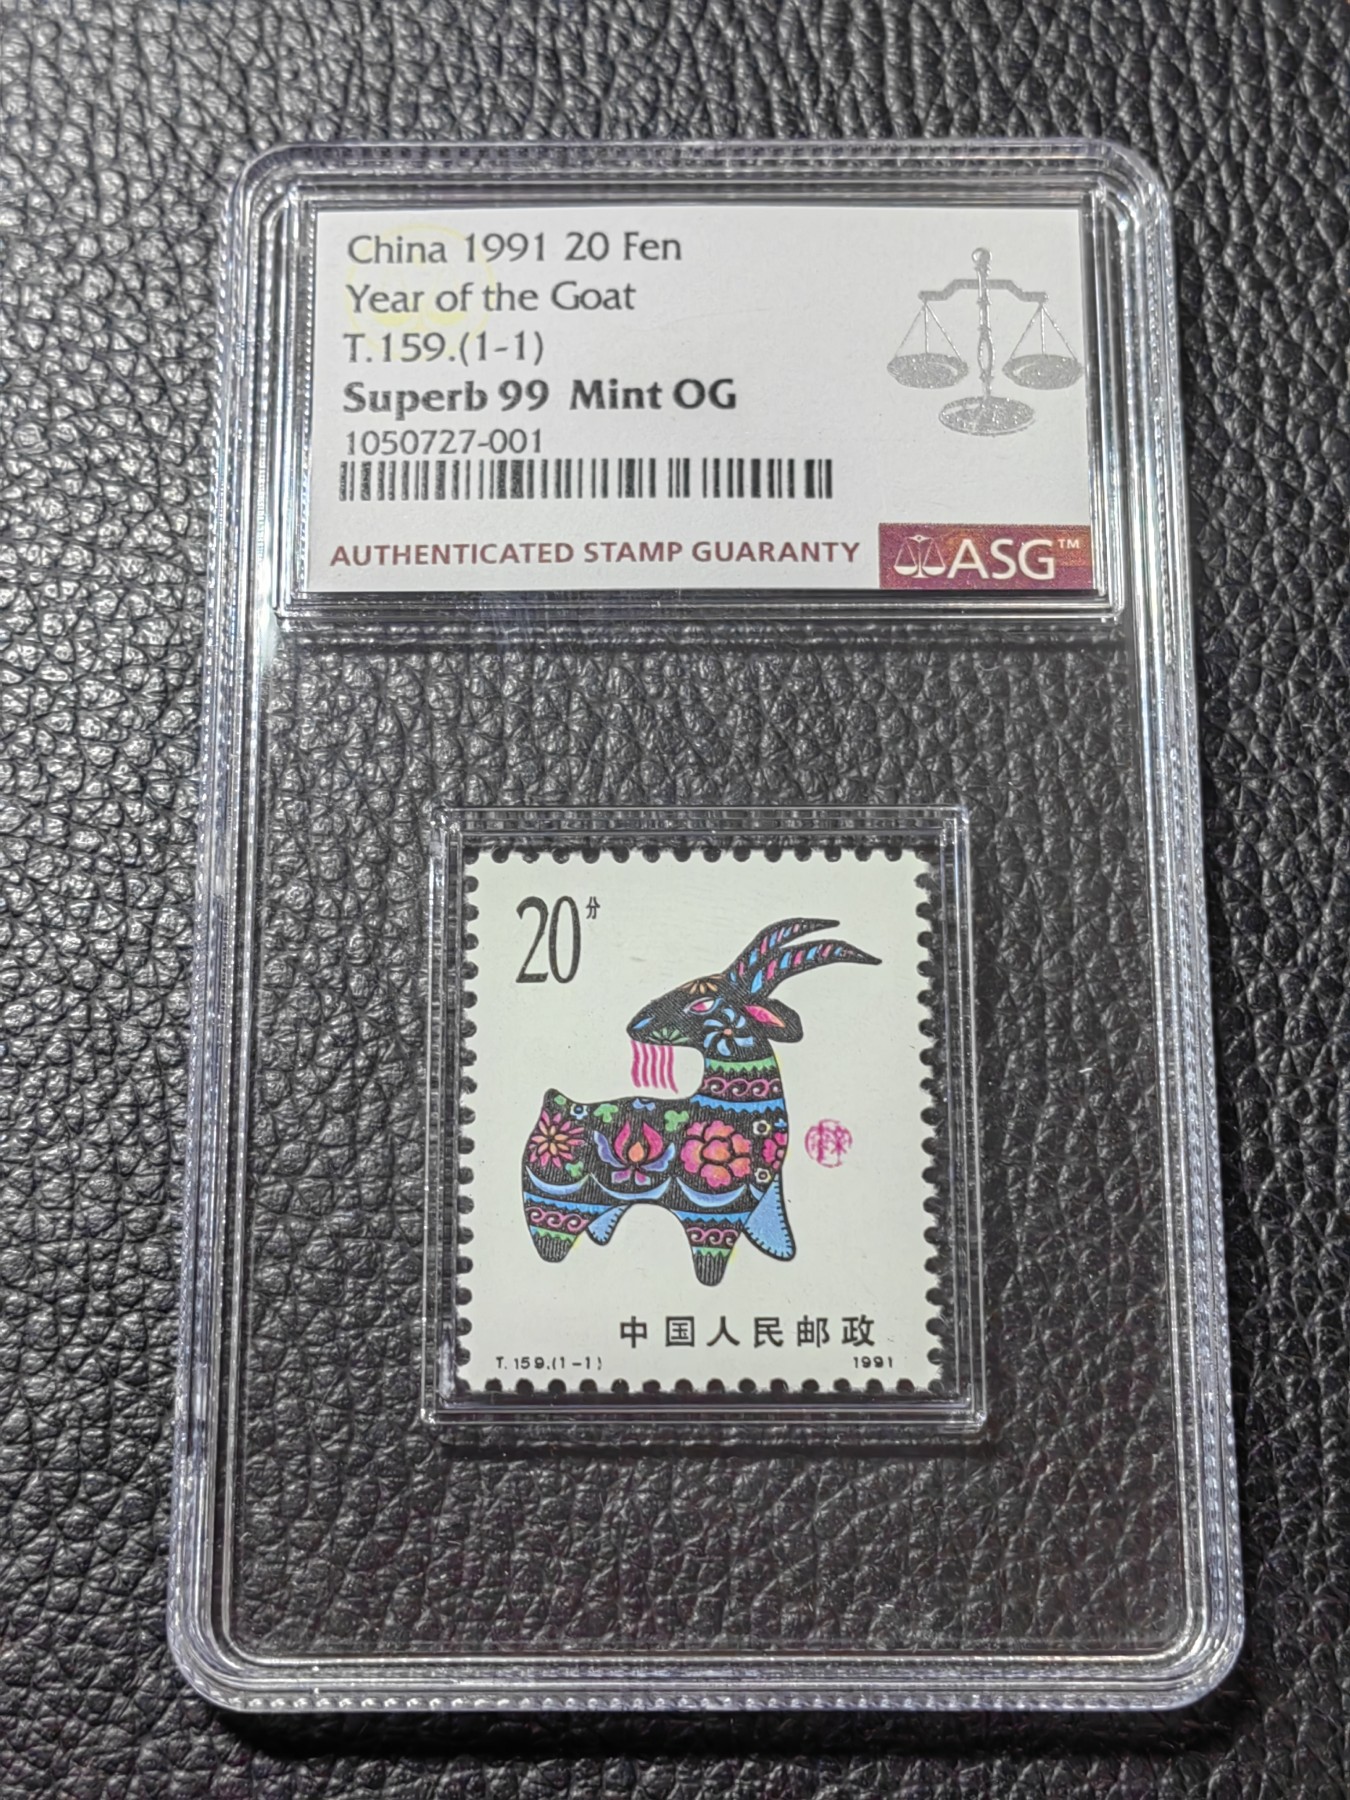 China 1991 20 Fen
Year of the Goat
T.159.(1-1)
Superb 99 Mint OG
1050727-001
AUTHENTICATED STAMP GUARANTY
ASG™
20分
中国人民邮政
T.159.(1-1) 1991